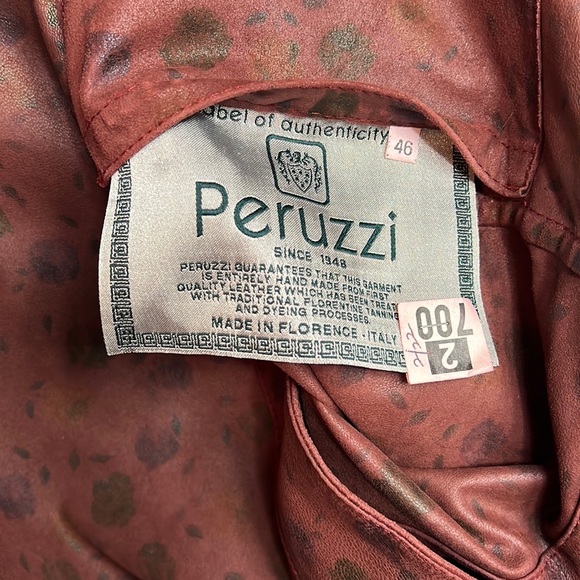 label of authenticity
46
Peruzzi
SINCE 1948
PERUZZI GUARANTEES THAT THIS GARMENT
IS ENTIRELY HAND MADE FROM FIRST
QUALITY LEATHER WHICH HAS BEEN TREATED
WITH TRADITIONAL FLORENTINE TANNING
AND DYEING PROCESSES.
MADE IN FLORENCE - ITALY
2
700